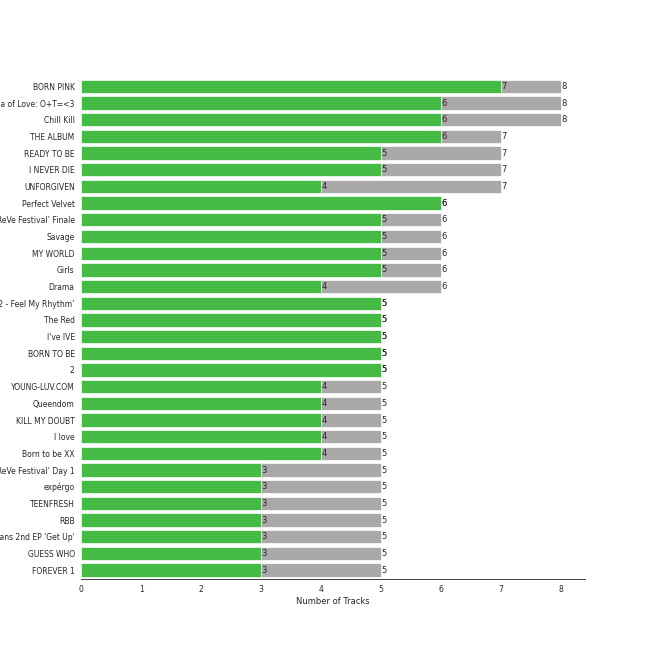 BORN PINK 7 8
a of Love: O+T=<3 6 8
Chill Kill 6 8
THE ALBUM 6 7
READY TO BE 5 7
I NEVER DIE 5 7
UNFORGIVEN 4 7
Perfect Velvet 6
ReVe Festival' Finale 5 6
Savage 5 6
MY WORLD 5 6
Girls 5 6
Drama 4 6
2 - Feel My Rhythm' 5
The Red 5
I've IVE 5
BORN TO BE 5
2 5
YOUNG-LUV.COM 4 5
Queendom 4 5
KILL MY DOUBT 4 5
I love 4 5
Born to be XX 4 5
ReVe Festival' Day 1 3 5
expérgo 3 5
TEENFRESH 3 5
RBB 3 5
ans 2nd EP 'Get Up' 3 5
GUESS WHO 3 5
FOREVER 1 3 5
0 1 2 3 4 5 6 7 8
Number of Tracks